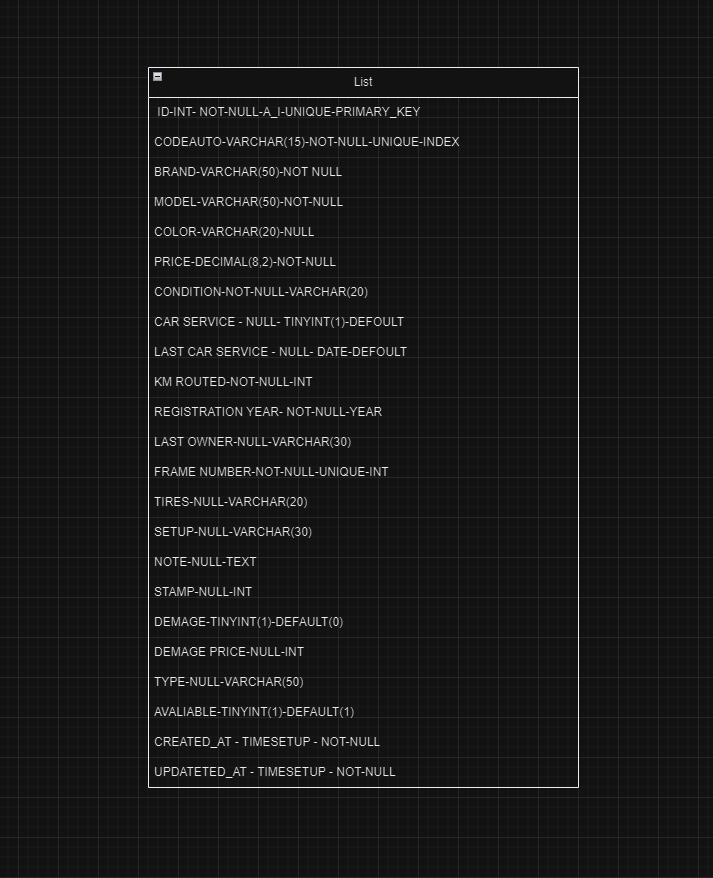 List
ID-INT- NOT-NULL-A_I-UNIQUE-PRIMARY_KEY
CODEAUTO-VARCHAR(15)-NOT-NULL-UNIQUE-INDEX
BRAND-VARCHAR(50)-NOT NULL
MODEL-VARCHAR(50)-NOT-NULL
COLOR-VARCHAR(20)-NULL
PRICE-DECIMAL(8,2)-NOT-NULL
CONDITION-NOT-NULL-VARCHAR(20)
CAR SERVICE - NULL- TINYINT(1)-DEFOULT
LAST CAR SERVICE - NULL- DATE-DEFOULT
KM ROUTED-NOT-NULL-INT
REGISTRATION YEAR- NOT-NULL-YEAR
LAST OWNER-NULL-VARCHAR(30)
FRAME NUMBER-NOT-NULL-UNIQUE-INT
TIRES-NULL-VARCHAR(20)
SETUP-NULL-VARCHAR(30)
NOTE-NULL-TEXT
STAMP-NULL-INT
DEMAGE-TINYINT(1)-DEFAULT(0)
DEMAGE PRICE-NULL-INT
TYPE-NULL-VARCHAR(50)
AVALIABLE-TINYINT(1)-DEFAULT(1)
CREATED_AT - TIMESETUP - NOT-NULL
UPDATETED_AT - TIMESETUP - NOT-NULL